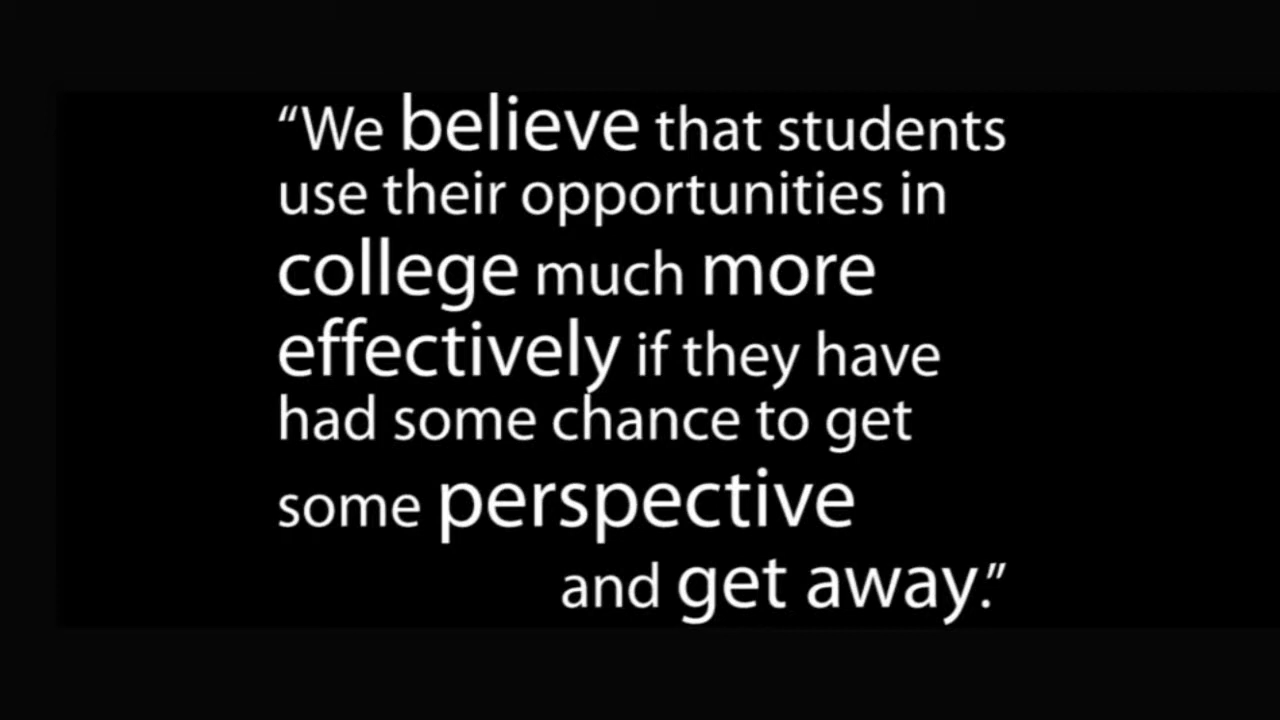 “We believe that students
use their opportunities in
college much more
effectively if they have
had some chance to get
some perspective
and get away.”